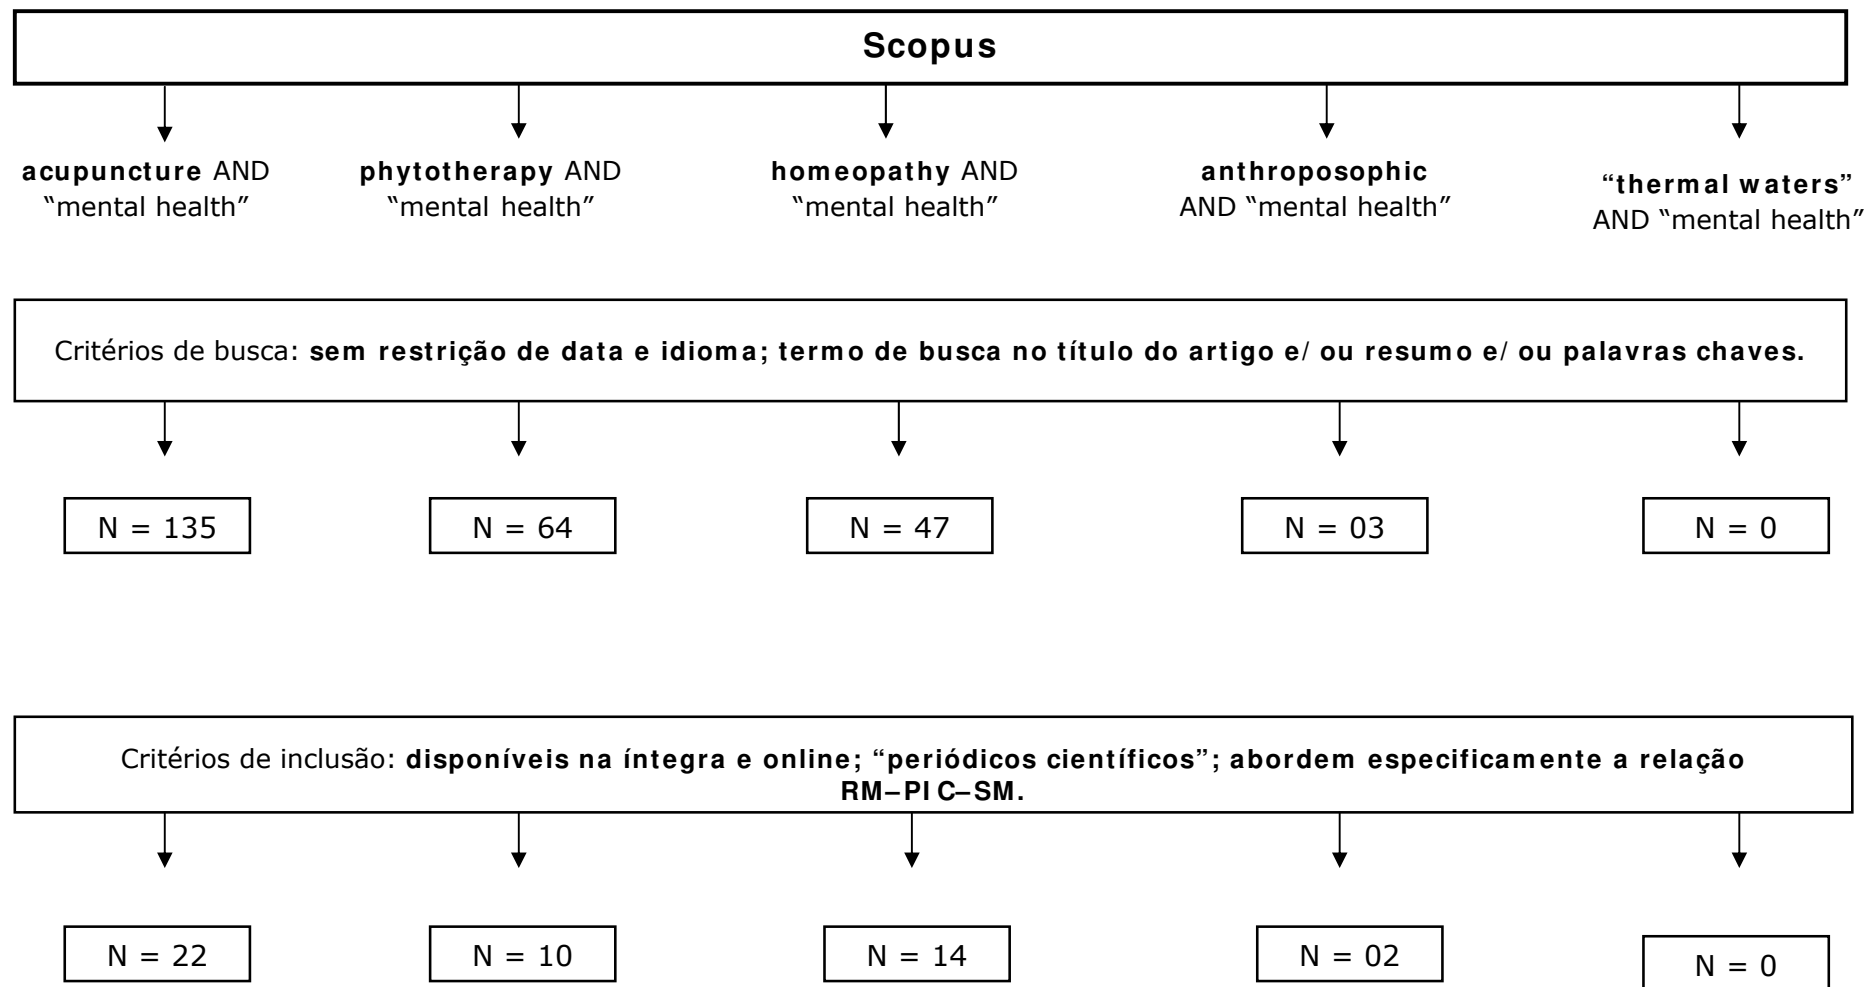 Scopus
acupuncture AND
“mental health”
phytotherapy AND
“mental health”
homeopathy AND
“mental health”
anthroposophic
AND “mental health”
“thermal waters”
AND “mental health”
Critérios de busca: sem restrição de data e idioma; termo de busca no título do artigo e/ ou resumo e/ ou palavras chaves.
N = 135
N = 64
N = 47
N = 03
N = 0
Critérios de inclusão: disponíveis na íntegra e online; “periódicos científicos”; abordem especificamente a relação
RM–PIC–SM.
N = 22
N = 10
N = 14
N = 02
N = 0